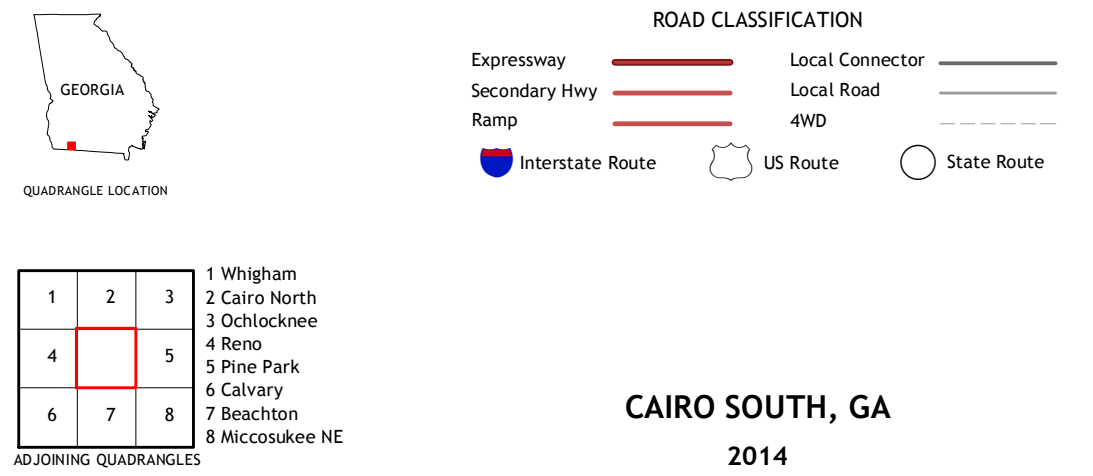 GEORGIA
QUADRANGLE LOCATION
ROAD CLASSIFICATION
Expressway
Secondary Hwy
Ramp
Local Connector
Local Road
4WD
Interstate Route
US Route
State Route
1 2 3
4 5
6 7 8
1 Whigham
2 Cairo North
3 Ochlocknee
4 Reno
5 Pine Park
6 Calvary
7 Beachton
8 Miccosukee NE
ADJOINING QUADRANGLES
CAIRO SOUTH, GA
2014